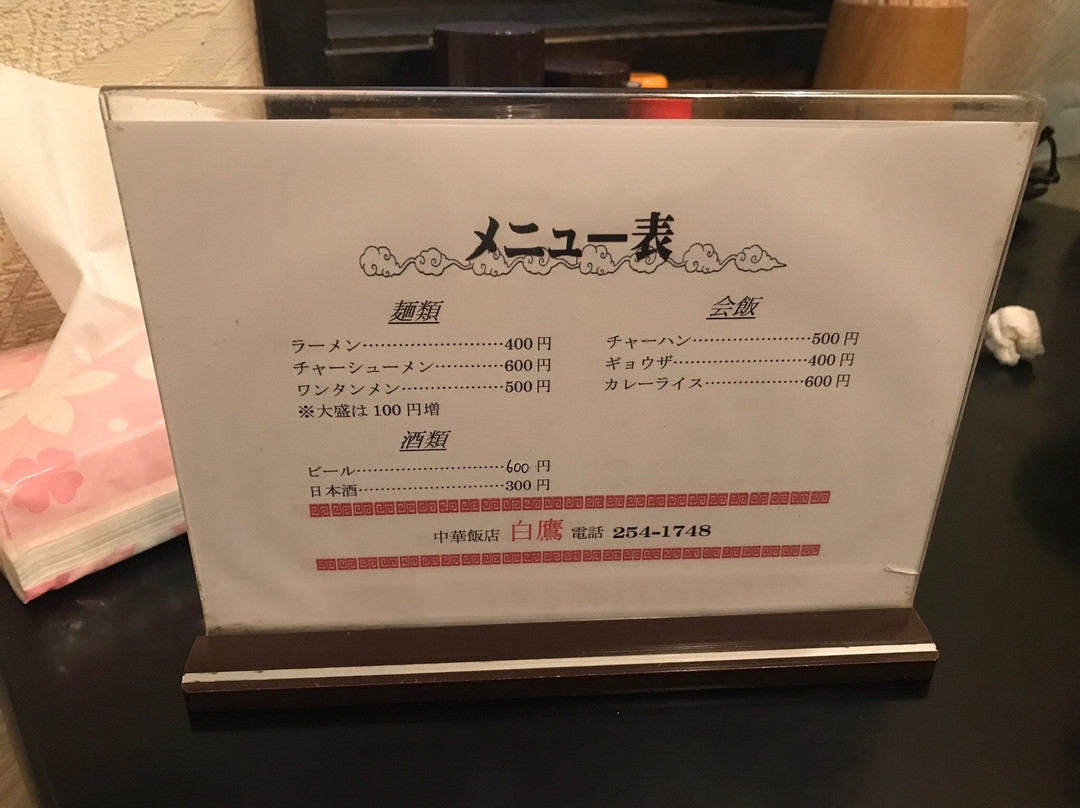 メニュー表
麺類
ラーメン························400円
チャーシューメン············600円
ワンタンメン··················500円
※大盛は100円増
酒類
ビール·························600円
日本酒·························300円
会飯
チャーハン····················500円
ギョウザ·······················400円
カレーライス·················600円
中華飯店 白鷹 電話 254-1748